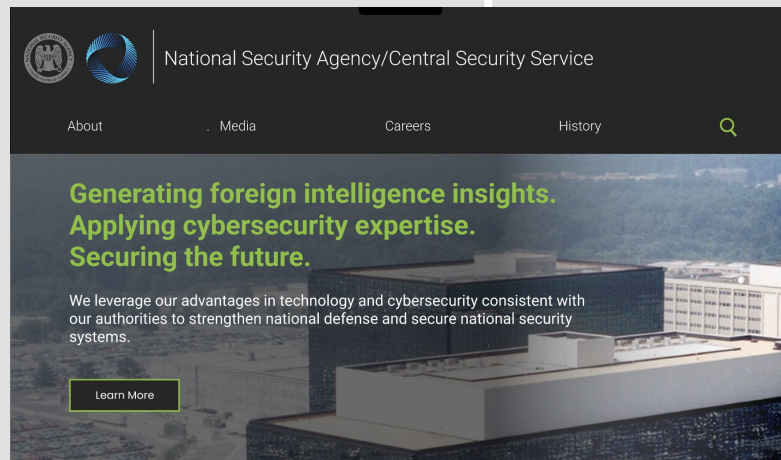 National Security Agency/Central Security Service
About
. Media
Careers
History
Generating foreign intelligence insights.
Applying cybersecurity expertise.
Securing the future.
We leverage our advantages in technology and cybersecurity consistent with
our authorities to strengthen national defense and secure national security
systems.
Learn More